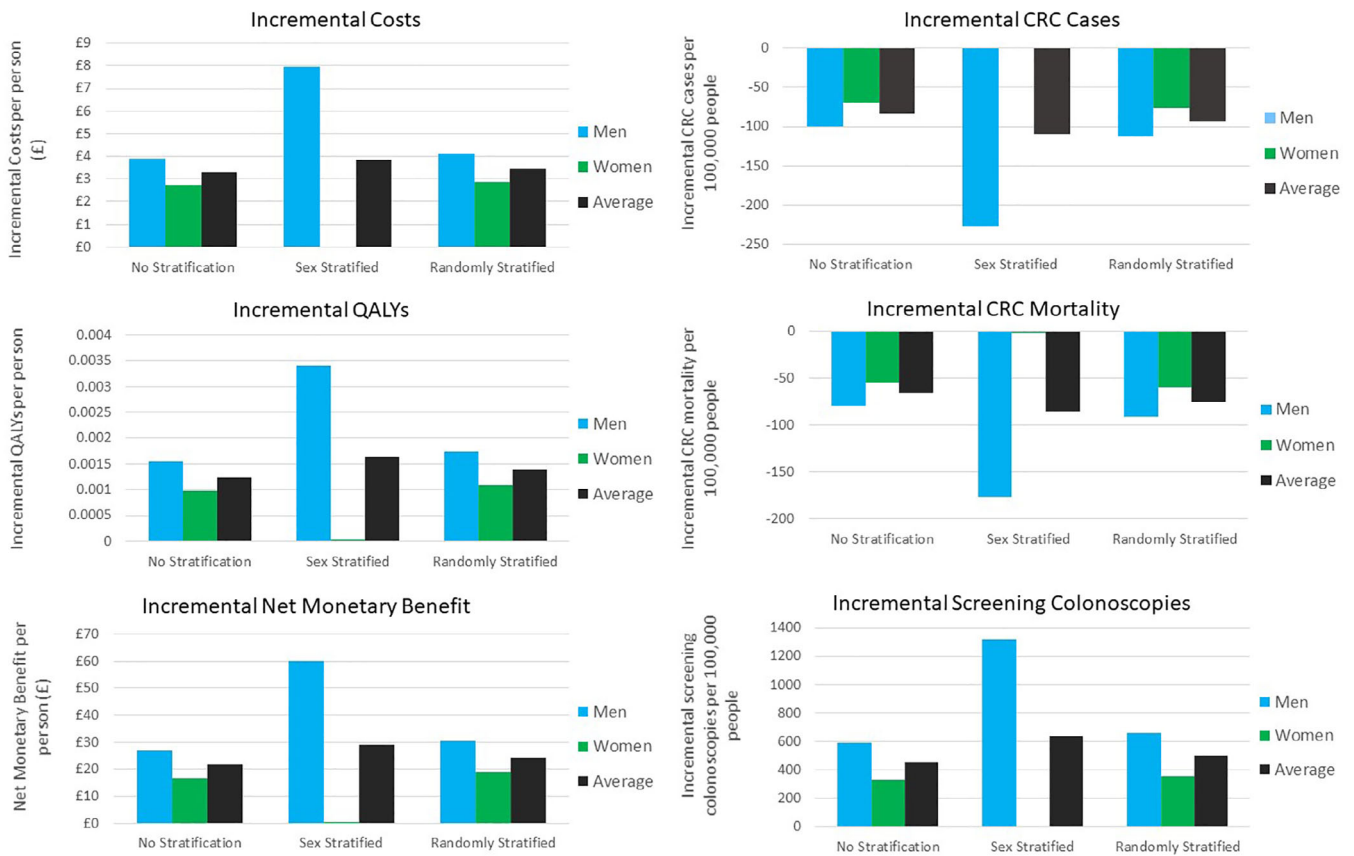 Incremental Costs
Incremental Costs per person
(£)
£9
£8
£7
£6
£5
£4
£3
£2
£1
£0
No Stratification
Sex Stratified
Randomly Stratified
Men
Women
Average
Incremental CRC Cases
Incremental CRC cases per
100,000 people
0
-50
-100
-150
-200
-250
No Stratification
Sex Stratified
Randomly Stratified
Men
Women
Average
Incremental QALYs
Incremental QALYs per person
0.004
0.0035
0.003
0.0025
0.002
0.0015
0.001
0.0005
0
No Stratification
Sex Stratified
Randomly Stratified
Men
Women
Average
Incremental CRC Mortality
Incremental CRC mortality per
100,000 people
0
-50
-100
-150
-200
No Stratification
Sex Stratified
Randomly Stratified
Men
Women
Average
Incremental Net Monetary Benefit
Net Monetary Benefit per
person (£)
£70
£60
£50
£40
£30
£20
£10
£0
No Stratification
Sex Stratified
Randomly Stratified
Men
Women
Average
Incremental Screening Colonoscopies
Incremental screening
colonoscopies per 100,000
people
1400
1200
1000
800
600
400
200
0
No Stratification
Sex Stratified
Randomly Stratified
Men
Women
Average